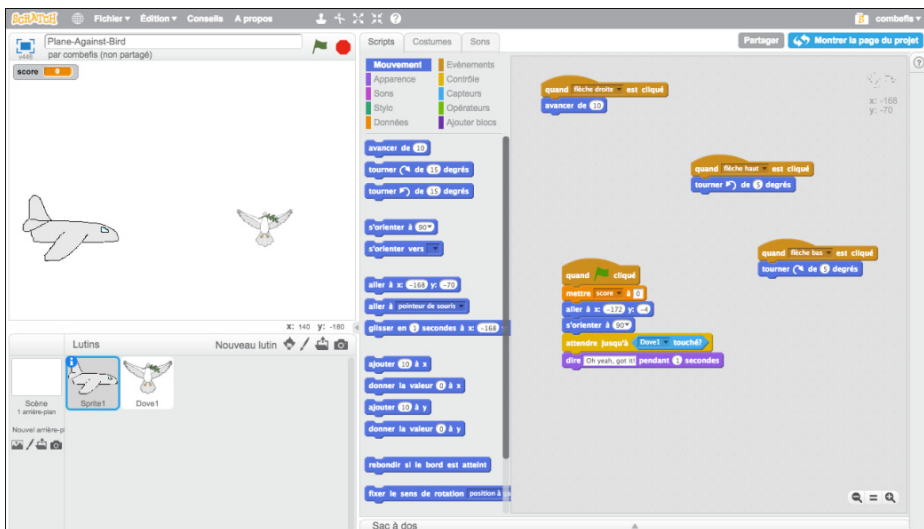 SCRATCH Fichier Édition Conseils A propos combefis
Plane-Against-Bird
v446 par combefis (non partagé)
score 0
x: 140 y: -180
Lutins Nouveau lutin
Scène
1 arrière-plan
Nouvel arrière-pl
Sprite1
Dove1
Scripts Costumes Sons
Partager Montrer la page du projet
Mouvement Evénements
Apparence Contrôle
Sons Capteurs
Stylo Opérateurs
Données Ajouter blocs
avancer de 10
tourner de 15 degrés
tourner de 15 degrés
s'orienter à 90
s'orienter vers
aller à x: -168 y: -70
aller à pointeur de souris
glisser en 1 secondes à x: -168
ajouter 10 à x
donner la valeur 0 à x
ajouter 10 à y
donner la valeur 0 à y
rebondir si le bord est atteint
fixer le sens de rotation position à
Sac à dos
quand flèche droite est cliqué
avancer de 10
x: -168
y: -70
quand flèche haut est cliqué
tourner de 5 degrés
quand flèche bas est cliqué
tourner de 5 degrés
quand cliqué
mettre score à 0
aller à x: -172 y: -4
s'orienter à 90
attendre jusqu'à Dove1 touché?
dire Oh yeah, got it! pendant 1 secondes